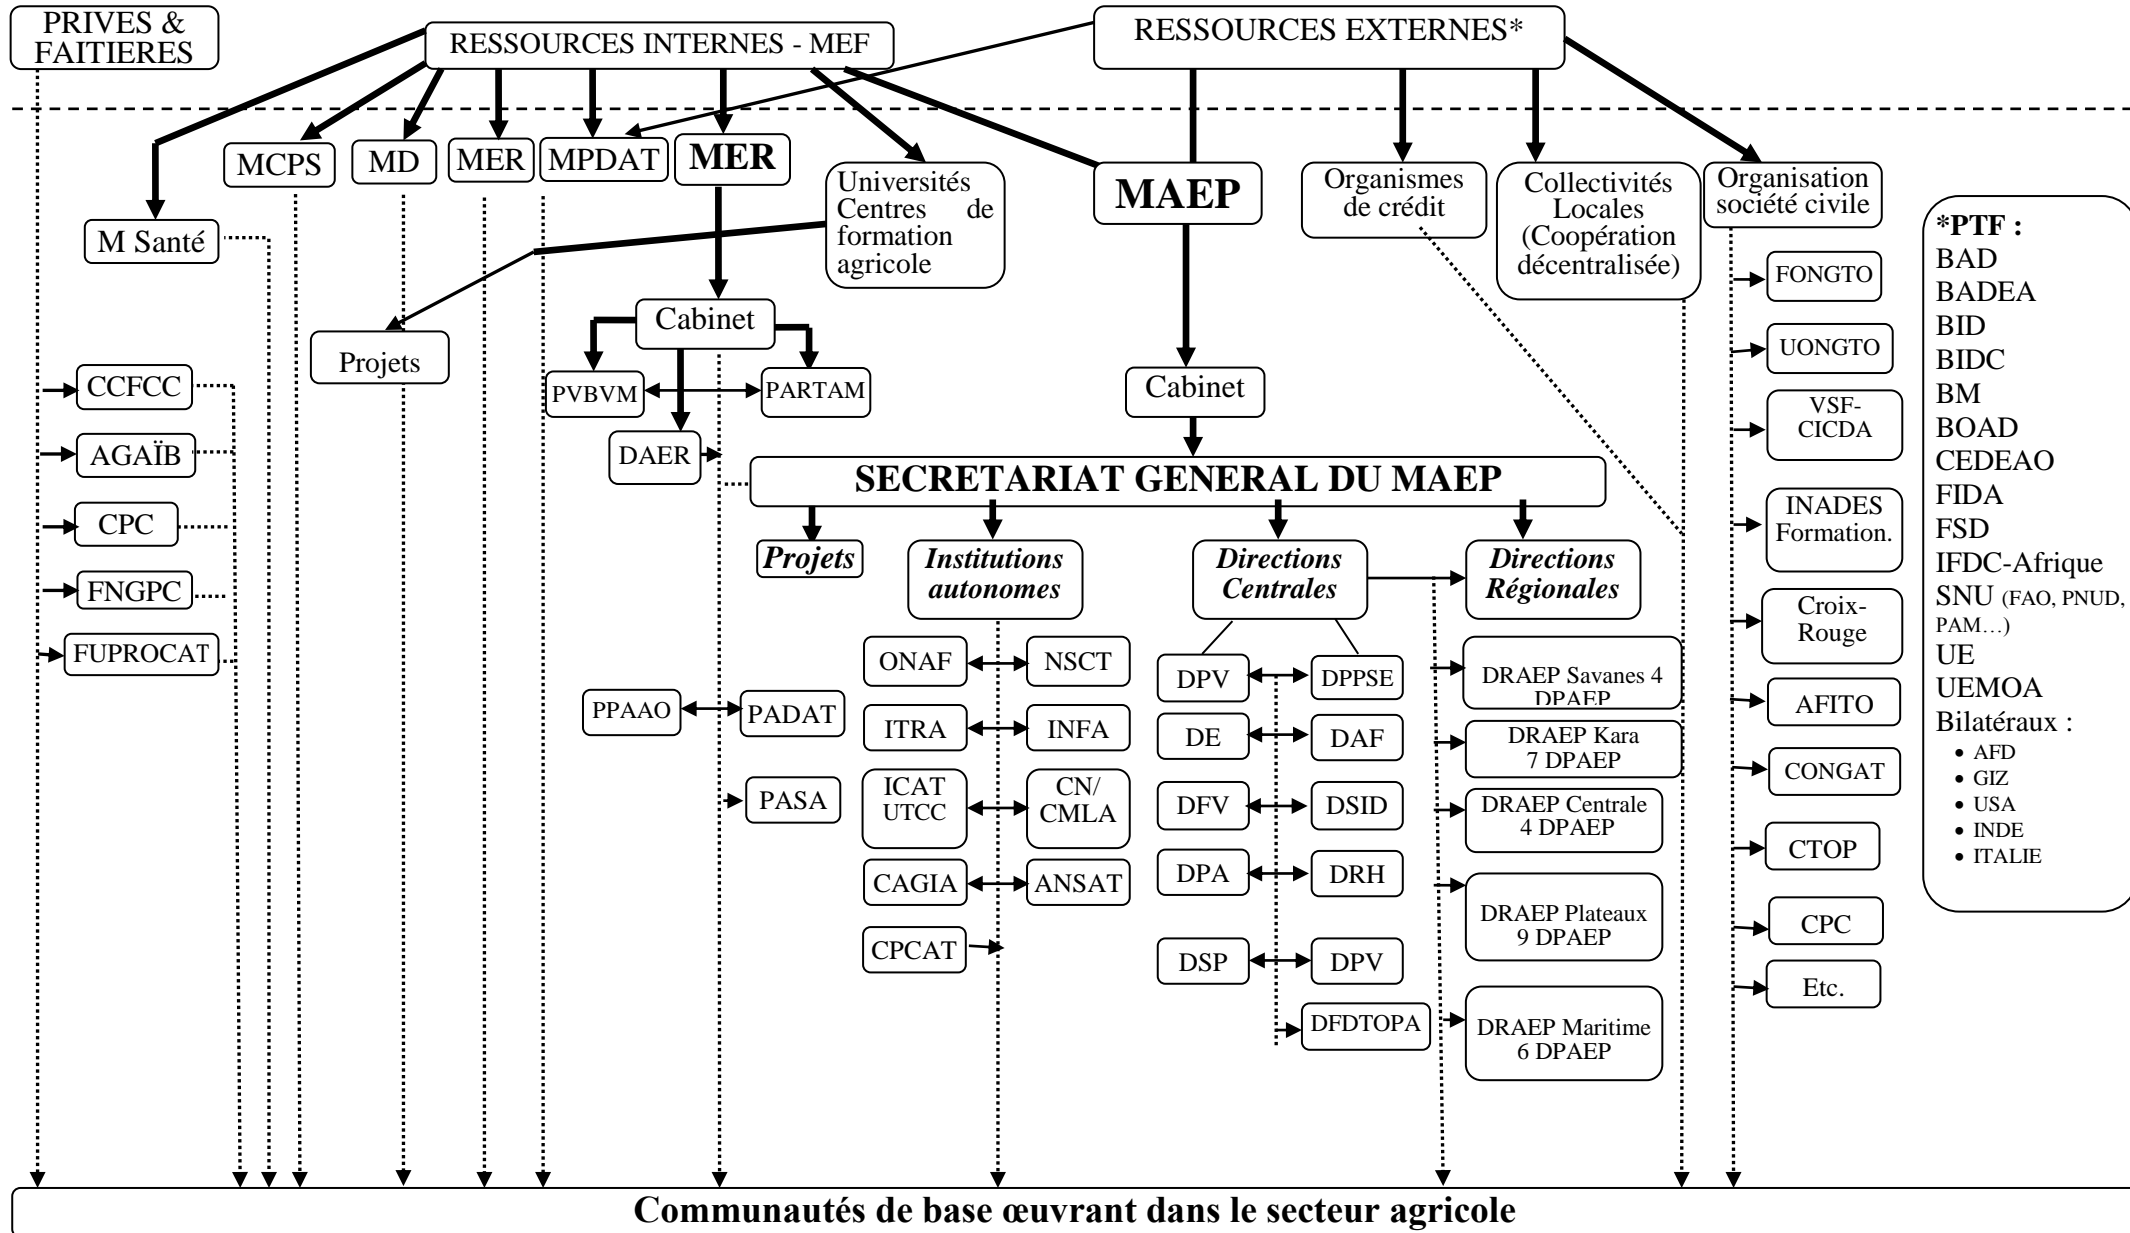 PRIVES &
FAITIERES
RESSOURCES INTERNES - MEF
RESSOURCES EXTERNES*
MCPS
MD
MER
MPDAT
MER
Universités
Centres de
formation
agricole
MAEP
Organismes
de crédit
Collectivités
Locales
(Coopération
décentralisée)
Organisation
société civile
M Santé
Projets
Cabinet
PVBVM
PARTAM
DAER
Cabinet
CCFCC
AGAÏB
CPC
FNGPC
FUPROCAT
SECRETARIAT GENERAL DU MAEP
Projets
Institutions
autonomes
Directions
Centrales
Directions
Régionales
PPAAO
PADAT
PASA
ONAF
NSCT
ITRA
INFA
ICAT
UTCC
CN/
CMLA
CAGIA
ANSAT
CPCAT
DPV
DPPSE
DE
DAF
DFV
DSID
DPA
DRH
DSP
DPV
DFDTOPA
DRAEP Savanes 4
DPAEP
DRAEP Kara
7 DPAEP
DRAEP Centrale
4 DPAEP
DRAEP Plateaux
9 DPAEP
DRAEP Maritime
6 DPAEP
FONGTO
UONGTO
VSF-
CICDA
INADES
Formation.
Croix-
Rouge
AFITO
CONGAT
CTOP
CPC
Etc.
*PTF :
BAD
BADEA
BID
BIDC
BM
BOAD
CEDEAO
FIDA
FSD
IFDC-Afrique
SNU (FAO, PNUD,
PAM…)
UE
UEMOA
Bilatéraux :
• AFD
• GIZ
• USA
• INDE
• ITALIE
Communautés de base œuvrant dans le secteur agricole